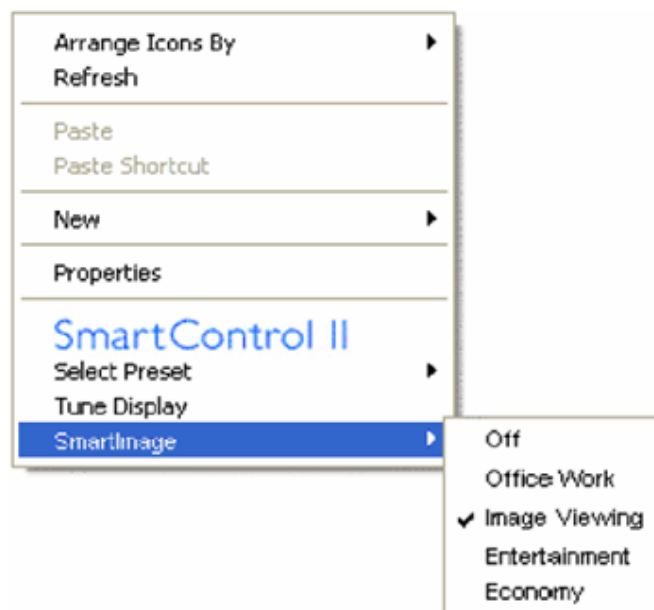 Arrange Icons By
Refresh
Paste
Paste Shortcut
New
Properties
SmartControl II
Select Preset
Tune Display
SmartImage
Off
Office Work
Image Viewing
Entertainment
Economy